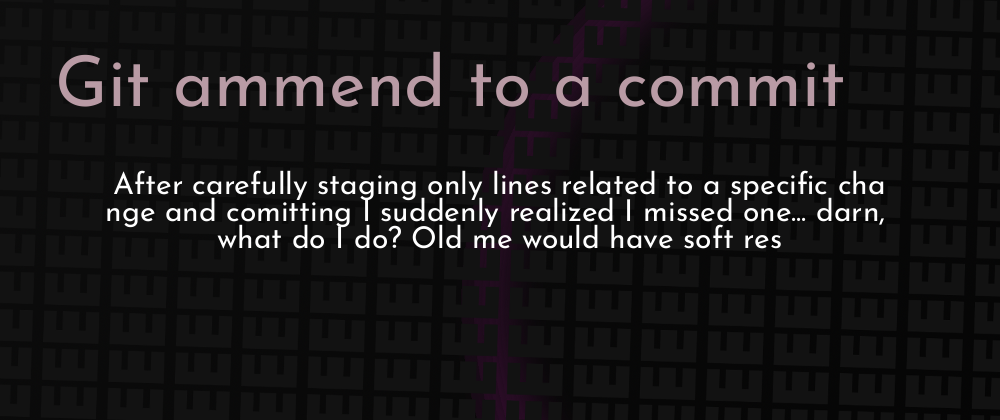 Git ammend to a commit
After carefully staging only lines related to a specific cha
nge and comitting I suddenly realized I missed one... darn,
what do I do? Old me would have soft res